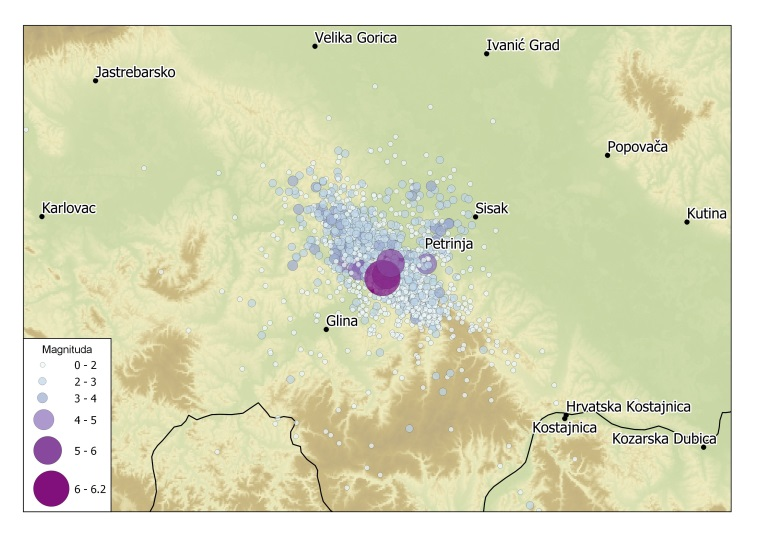 Velika Gorica
Ivanić Grad
Jastrebarsko
Popovača
Karlovac
Sisak
Kutina
Petrinja
Glina
Hrvatska Kostajnica
Kostajnica
Kozarska Dubica
Magnituda
0 - 2
2 - 3
3 - 4
4 - 5
5 - 6
6 - 6.2